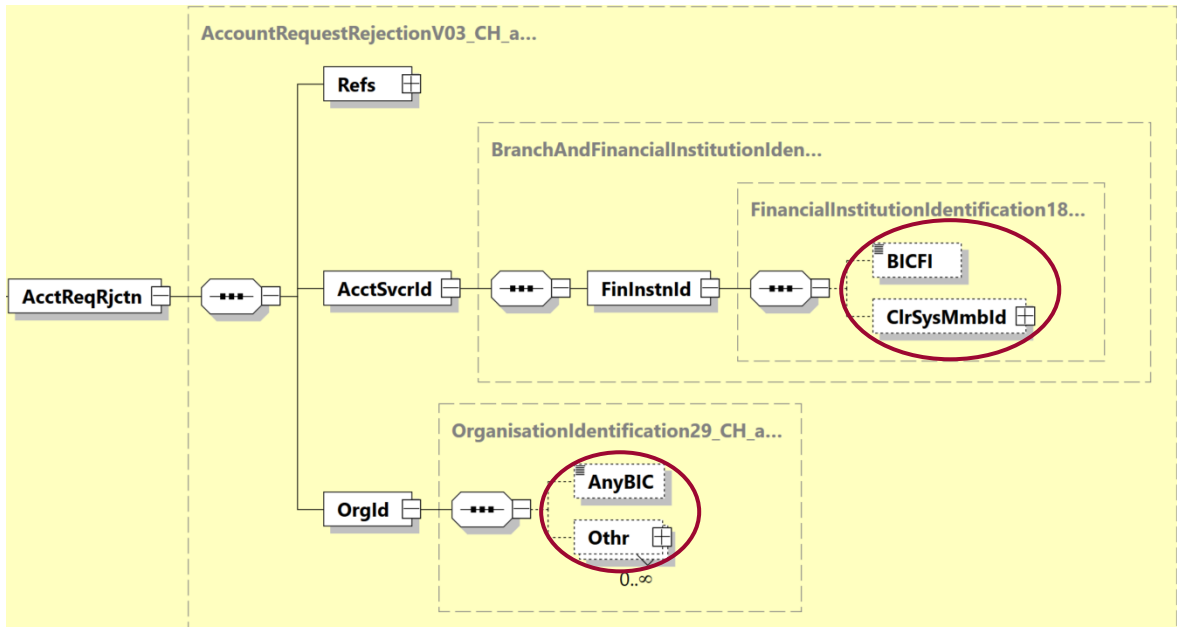 AccountRequestRejectionV03_CH_a...
Refs
BranchAndFinancialInstitutionIden...
FinancialInstitutionIdentification18...
BICFI
AcctReqRjctn
AcctSvcrId
FinInstnId
ClrSysMmbId
OrganisationIdentification29_CH_a...
AnyBIC
OrgId
Othr
0..∞